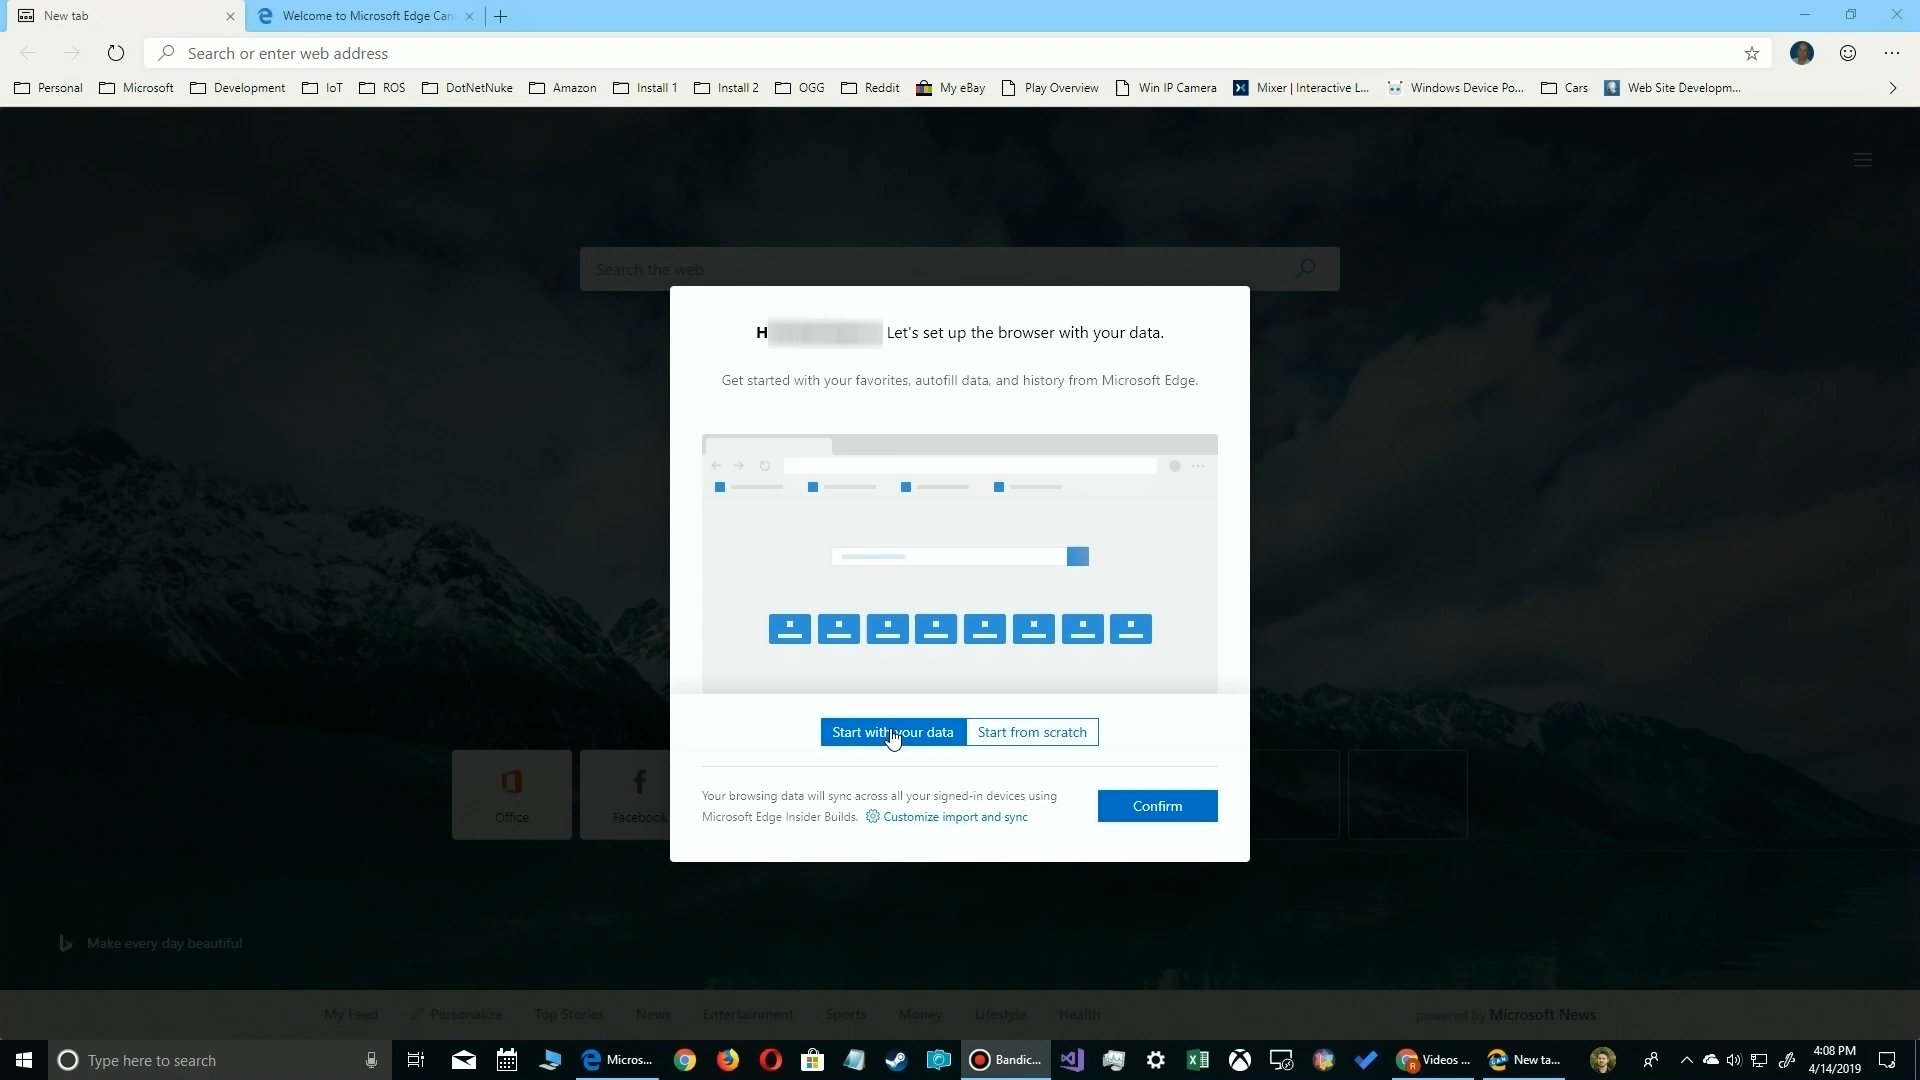 New tab
Welcome to Microsoft Edge Can
Search or enter web address
Personal Microsoft Development IoT ROS DotNetNuke Amazon Install 1 Install 2 OGG Reddit My eBay Play Overview Win IP Camera Mixer | Interactive L... Windows Device Po... Cars Web Site Developm...
Search the web
H Let's set up the browser with your data.
Get started with your favorites, autofill data, and history from Microsoft Edge.
Start with your data Start from scratch
Your browsing data will sync across all your signed-in devices using
Microsoft Edge Insider Builds. Customize import and sync
Confirm
Office Facebook
Make every day beautiful
My Feed Personalize Top Stories News Entertainment Sports Money Lifestyle Health powered by Microsoft News
Type here to search Micros... Bandic... Videos ... New ta...
4:08 PM
4/14/2019